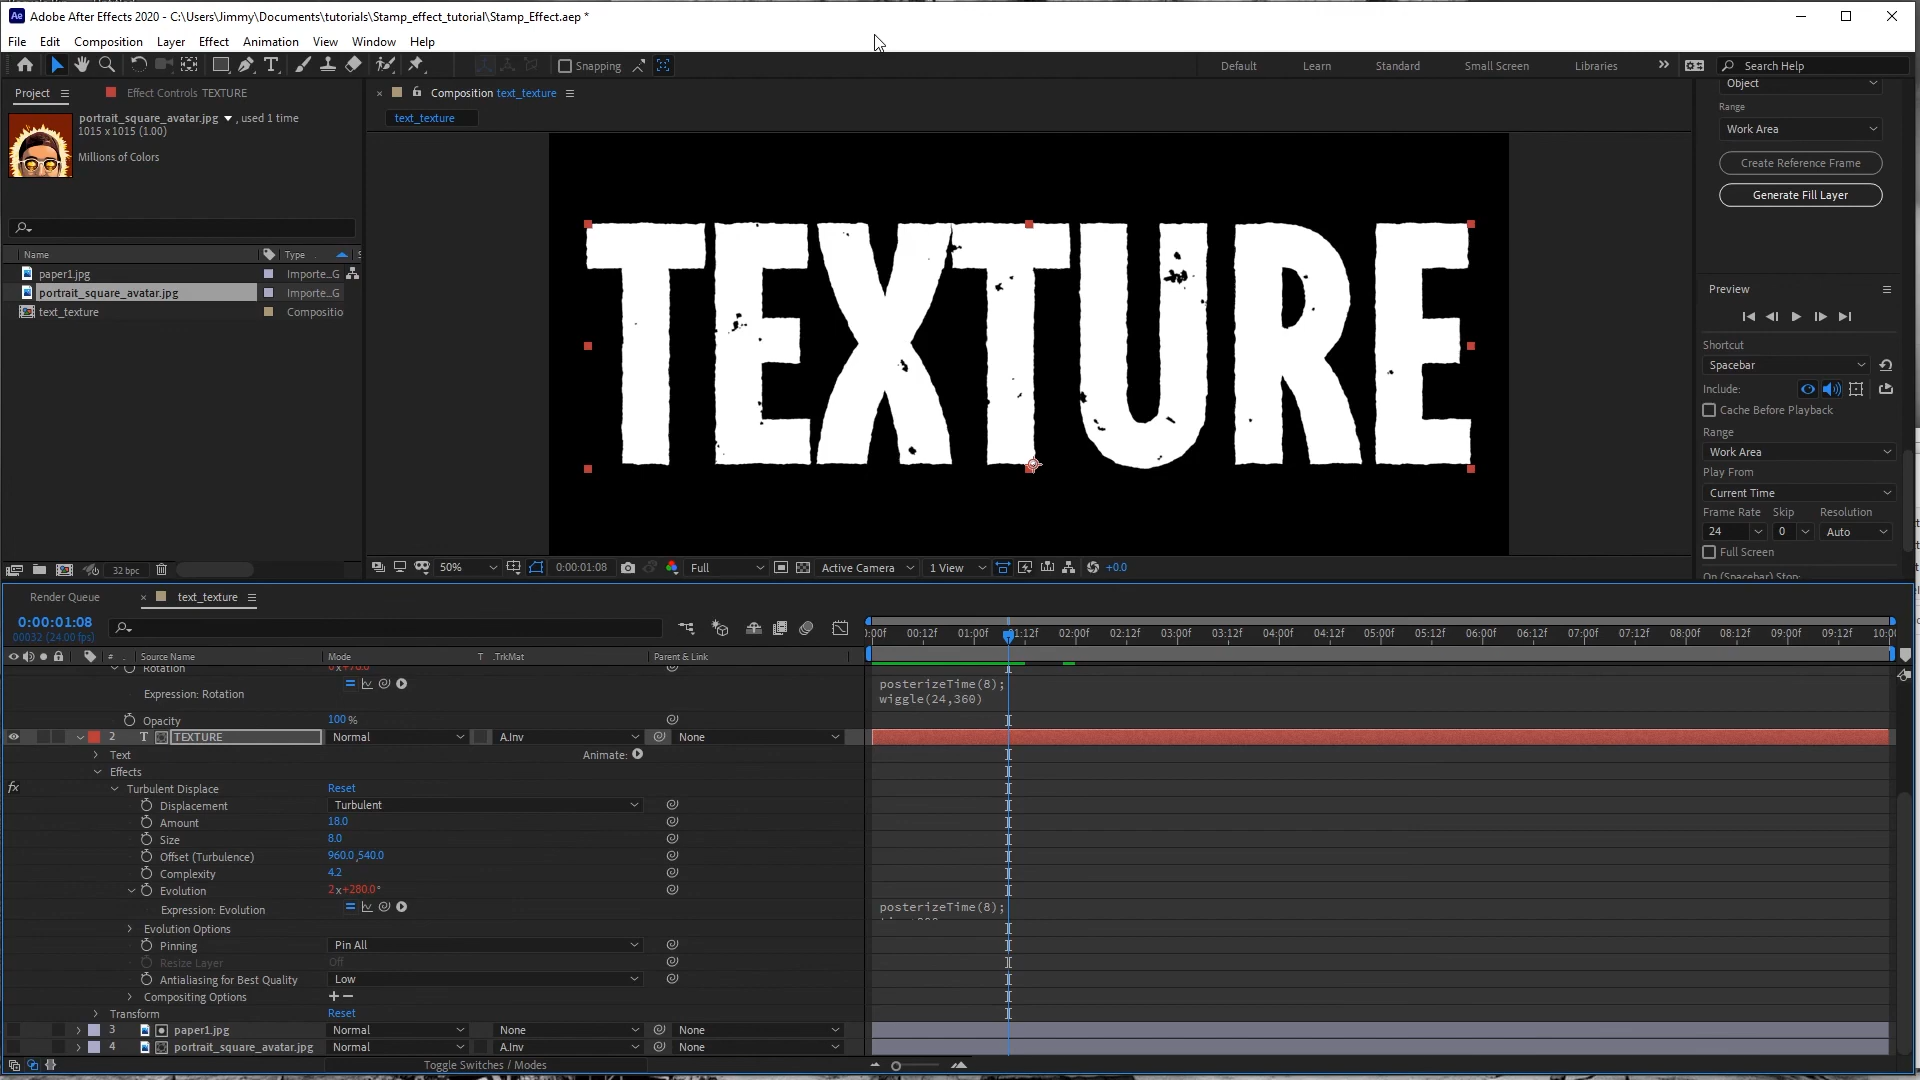 Adobe After Effects 2020 - C:\Users\Jimmy\Documents\tutorials\Stamp_effect_tutorial\Stamp_Effect.aep *
File Edit Composition Layer Effect Animation View Window Help
Snapping
Default Learn Standard Small Screen Libraries
Search Help
Project
Effect Controls TEXTURE
portrait_square_avatar.jpg , used 1 time
1015 x 1015 (1.00)
Millions of Colors
Name Type
paper1.jpg Importe...G
portrait_square_avatar.jpg Importe...G
text_texture Compositio
32 bpc
Composition text_texture
text_texture
TEXTURE
50% 0:00:01:08 Full Active Camera 1 View +0.0
Object
Range
Work Area
Create Reference Frame
Generate Fill Layer
Preview
Shortcut
Spacebar
Include:
Cache Before Playback
Range
Work Area
Play From
Current Time
Frame Rate Skip Resolution
24 0 Auto
Full Screen
On (Spacebar) Stop:
Render Queue
text_texture
0:00:01:08
00032 (24.00 fps)
:00f 00:12f 01:00f 01:12f 02:00f 02:12f 03:00f 03:12f 04:00f 04:12f 05:00f 05:12f 06:00f 06:12f 07:00f 07:12f 08:00f 08:12f 09:00f 09:12f 10:00
# Source Name Mode T .TrkMat Parent & Link
Rotation
Expression: Rotation
posterizeTime(8);
wiggle(24,360)
Opacity 100 %
2 T TEXTURE Normal A.Inv None
Text Animate:
Effects
fx Turbulent Displace Reset
Displacement Turbulent
Amount 18.0
Size 8.0
Offset (Turbulence) 960.0,540.0
Complexity 4.2
Evolution 2x+280.0°
Expression: Evolution
posterizeTime(8);
Evolution Options
Pinning Pin All
Resize Layer Off
Antialiasing for Best Quality Low
Compositing Options + –
Transform Reset
3 paper1.jpg Normal None None
4 portrait_square_avatar.jpg Normal A.Inv None
Toggle Switches / Modes